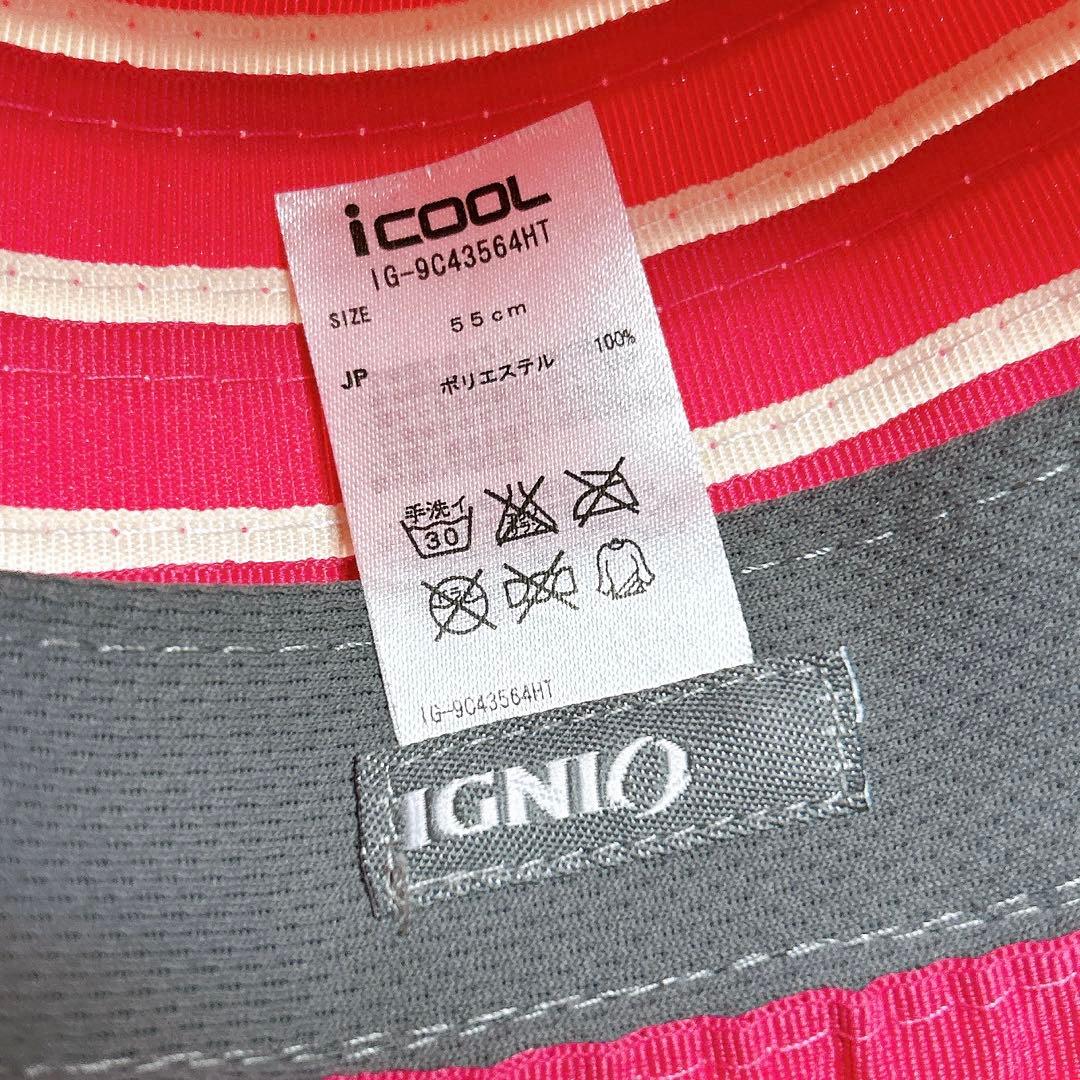 iCOOL
IG-9C43564HT
SIZE 55cm
JP ポリエステル 100%
手洗イ
30
IG-9C43564HT
IGNIO